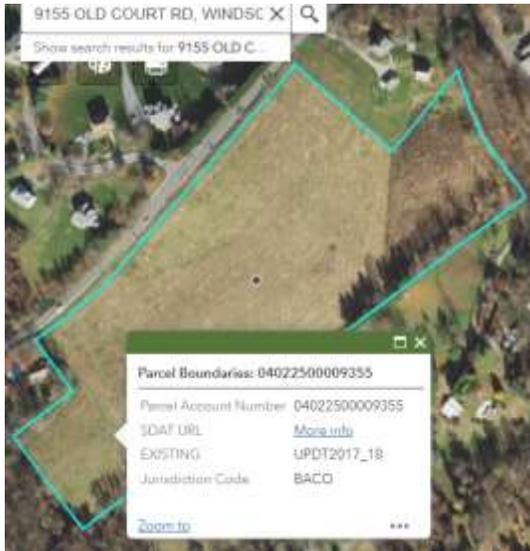 9155 OLD COURT RD, WINDSC
Show search results for 9155 OLD C...
Parcel Boundaries: 04022500009355
Parcel Account Number 04022500009355
SDAT URL More info
EXISTING UPDT2017_18
Jurisdiction Code BACO
Zoom to